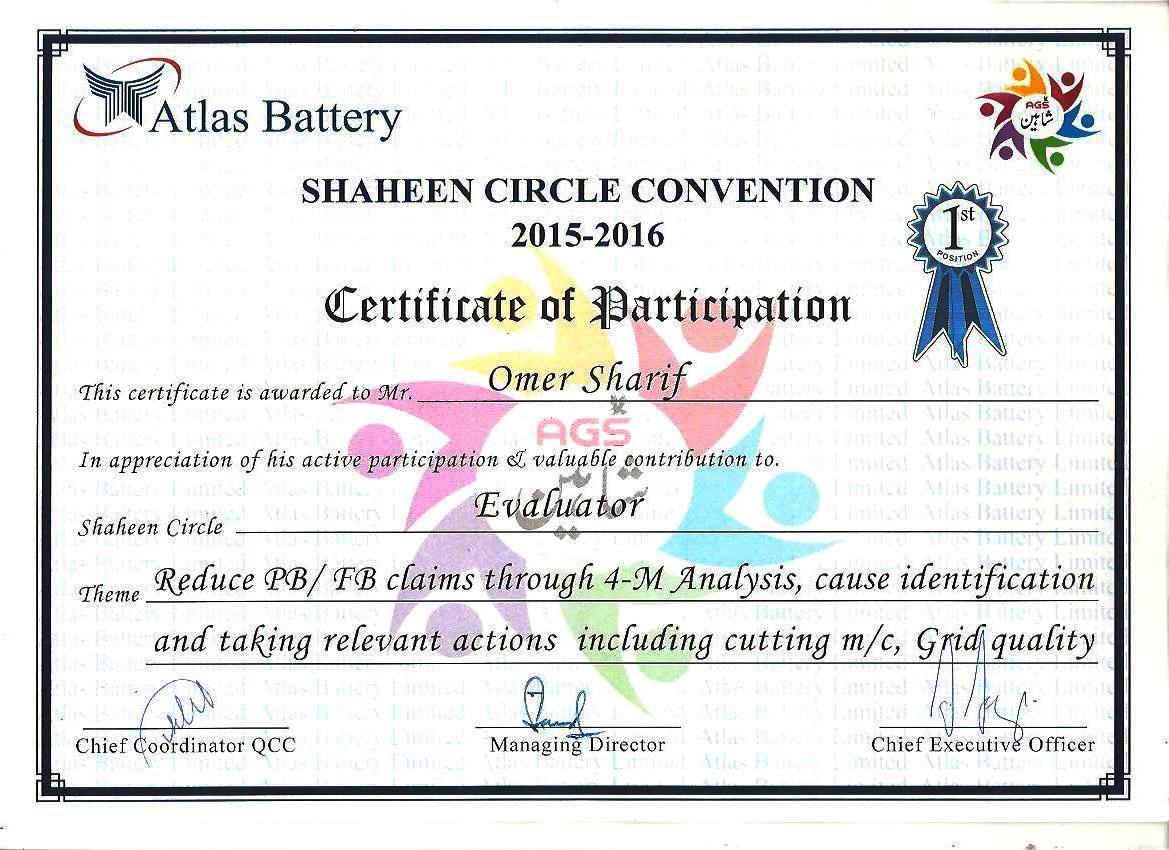 Atlas Battery
AGS
شاہین
SHAHEEN CIRCLE CONVENTION
2015-2016
1st
POSITION
Certificate of Participation
This certificate is awarded to Mr. Omer Sharif
AGS
شاہین
In appreciation of his active participation & valuable contribution to.
Shaheen Circle Evaluator
Theme Reduce PB/ FB claims through 4-M Analysis, cause identification
and taking relevant actions including cutting m/c, Grid quality
Chief Coordinator QCC Managing Director Chief Executive Officer